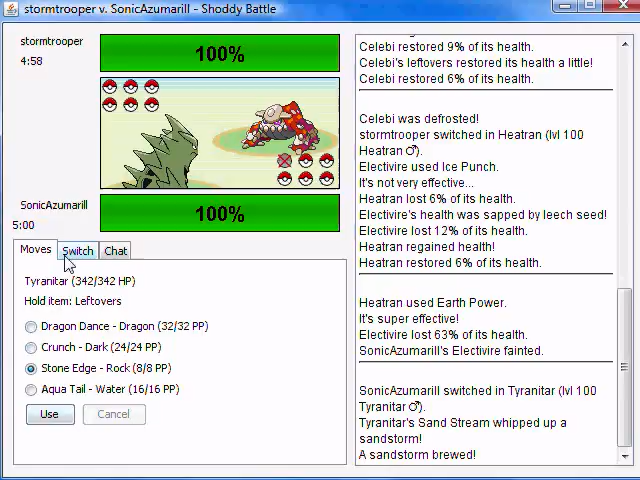 stormtrooper v. SonicAzumarill - Shoddy Battle
stormtrooper
4:58
100%
SonicAzumarill
5:00
100%
Moves
Switch
Chat
Tyranitar (342/342 HP)
Hold item: Leftovers
Dragon Dance - Dragon (32/32 PP)
Crunch - Dark (24/24 PP)
Stone Edge - Rock (8/8 PP)
Aqua Tail - Water (16/16 PP)
Use
Cancel
Celebi restored 9% of its health.
Celebi's leftovers restored its health a little!
Celebi restored 6% of its health.
Celebi was defrosted!
stormtrooper switched in Heatran (lvl 100
Heatran ♂).
Electivire used Ice Punch.
It's not very effective...
Heatran lost 6% of its health.
Electivire's health was sapped by leech seed!
Electivire lost 12% of its health.
Heatran regained health!
Heatran restored 6% of its health.
Heatran used Earth Power.
It's super effective!
Electivire lost 63% of its health.
SonicAzumarill's Electivire fainted.
SonicAzumarill switched in Tyranitar (lvl 100
Tyranitar ♂).
Tyranitar's Sand Stream whipped up a
sandstorm!
A sandstorm brewed!